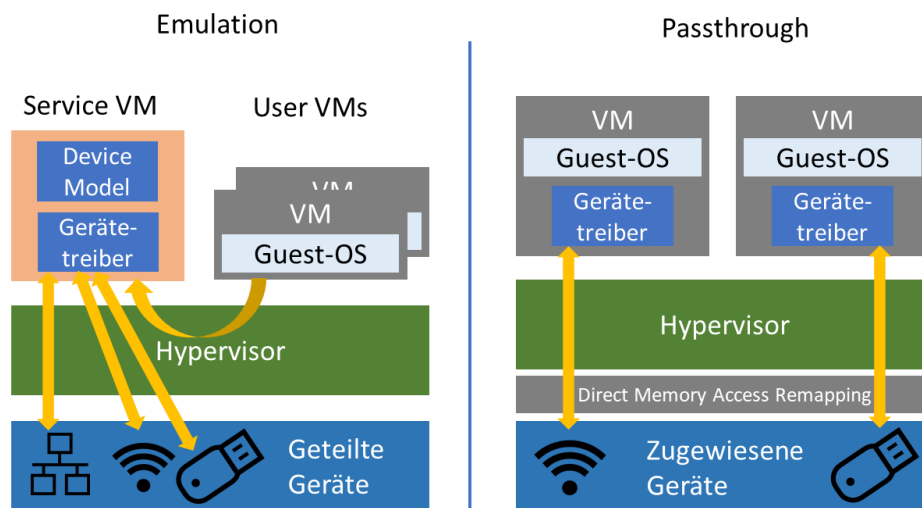 Emulation
Service VM
User VMs
Device
Model
Geräte-
treiber
VM
VM
Guest-OS
Hypervisor
Geteilte
Geräte
Passthrough
VM
Guest-OS
Geräte-
treiber
VM
Guest-OS
Geräte-
treiber
Hypervisor
Direct Memory Access Remapping
Zugewiesene
Geräte